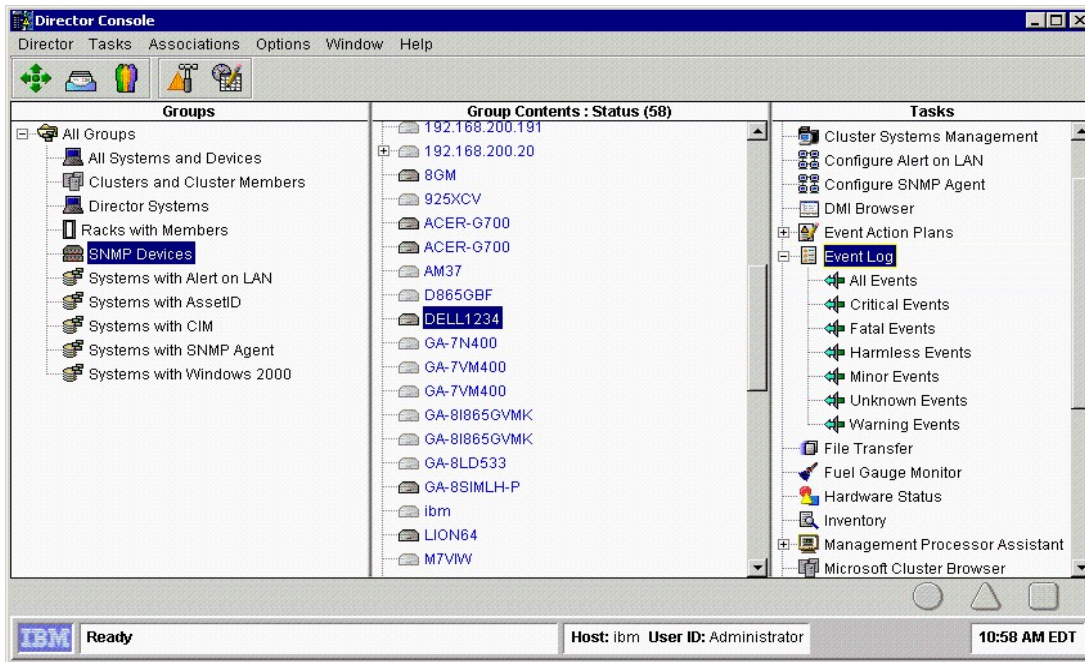 Director Console
Director Tasks Associations Options Window Help
Groups
All Groups
All Systems and Devices
Clusters and Cluster Members
Director Systems
Racks with Members
SNMP Devices
Systems with Alert on LAN
Systems with AssetID
Systems with CIM
Systems with SNMP Agent
Systems with Windows 2000
Group Contents : Status (58)
192.168.200.191
192.168.200.20
8GM
925XCV
ACER-G700
ACER-G700
AM37
D865GBF
DELL1234
GA-7N400
GA-7VM400
GA-7VM400
GA-8I865GVMK
GA-8I865GVMK
GA-8LD533
GA-8SIMLH-P
ibm
LION64
M7VIW
Tasks
Cluster Systems Management
Configure Alert on LAN
Configure SNMP Agent
DMI Browser
Event Action Plans
Event Log
All Events
Critical Events
Fatal Events
Harmless Events
Minor Events
Unknown Events
Warning Events
File Transfer
Fuel Gauge Monitor
Hardware Status
Inventory
Management Processor Assistant
Microsoft Cluster Browser
IBM Ready Host: ibm User ID: Administrator 10:58 AM EDT